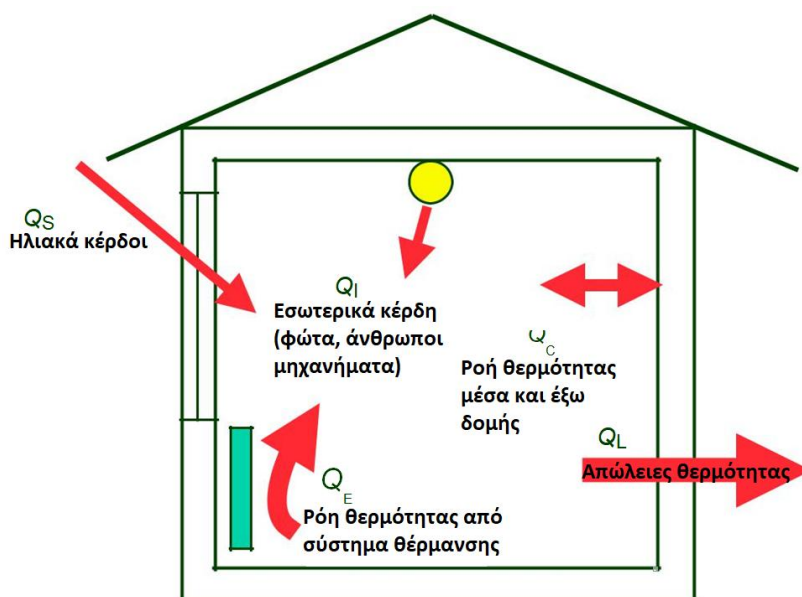 QS
Ηλιακά κέρδοι
QI
Εσωτερικά κέρδη
(φώτα, άνθρωποι
μηχανήματα)
QC
Ροή θερμότητας
μέσα και έξω
δομής
QL
Απώλειες θερμότητας
QE
Ρόη θερμότητας από
σύστημα θέρμανσης